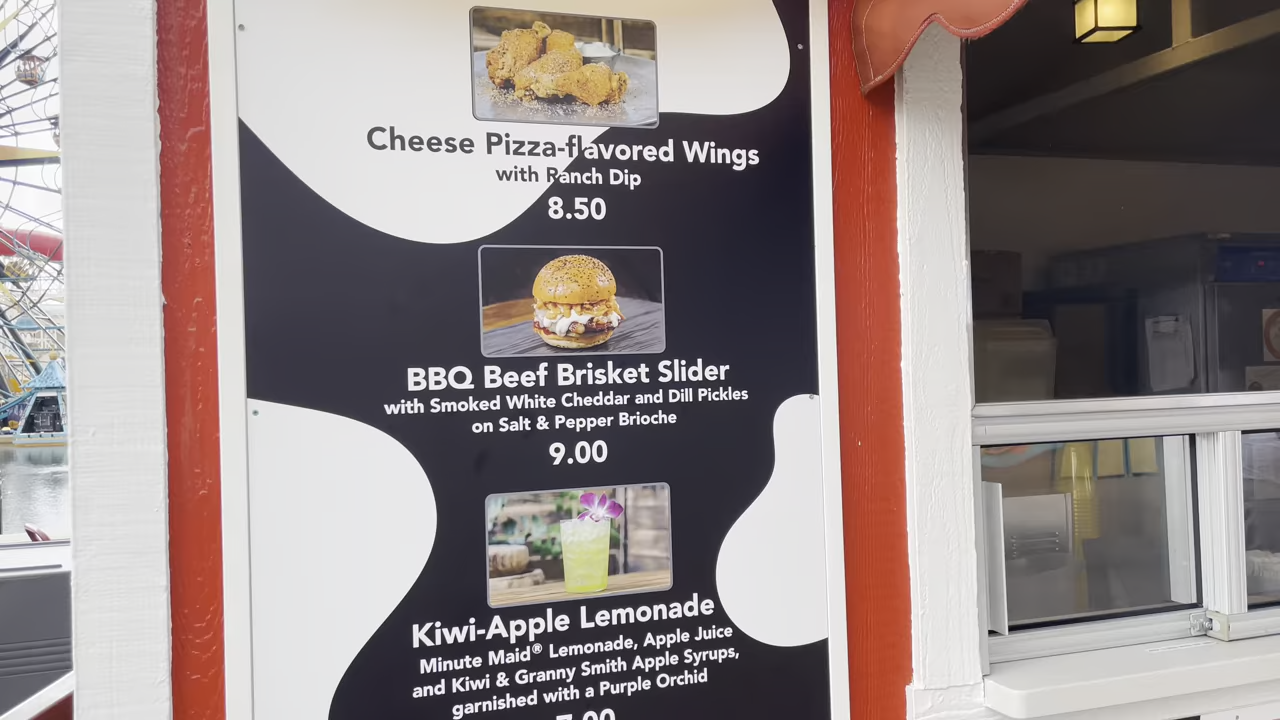 Cheese Pizza-flavored Wings
with Ranch Dip
8.50
BBQ Beef Brisket Slider
with Smoked White Cheddar and Dill Pickles
on Salt & Pepper Brioche
9.00
Kiwi-Apple Lemonade
Minute Maid® Lemonade, Apple Juice
and Kiwi & Granny Smith Apple Syrups,
garnished with a Purple Orchid
7.00